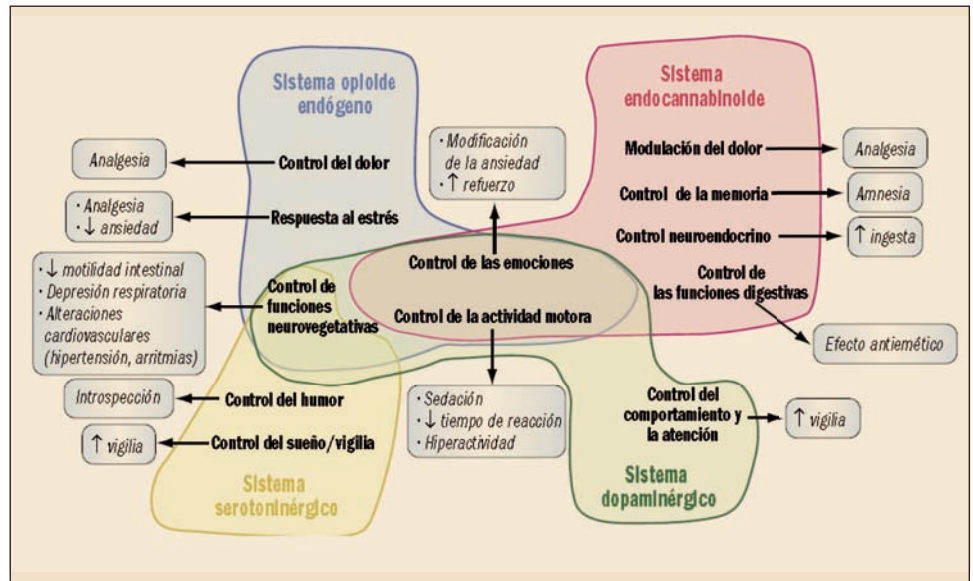 Sistema opioide
endógeno
Sistema
endocannabinoide
Analgesia
Control del dolor
· Modificación
de la ansiedad
· ↑ refuerzo
Modulación del dolor
Analgesia
· Analgesia
· ↓ ansiedad
Respuesta al estrés
Control de la memoria
Amnesia
Control neuroendocrino
↑ ingesta
· ↓ motilidad intestinal
· Depresión respiratoria
· Alteraciones
cardiovasculares
(hipertensión, arritmias)
Control de
funciones
neurovegetativas
Control de las emociones
Control de la actividad motora
Control de
las funciones digestivas
Efecto antiemético
Introspección
Control del humor
· Sedación
· ↓ tiempo de reacción
· Hiperactividad
Control del
comportamiento y
la atención
↑ vigilia
↑ vigilia
Control del sueño/vigilia
Sistema
serotoninérgico
Sistema
dopaminérgico